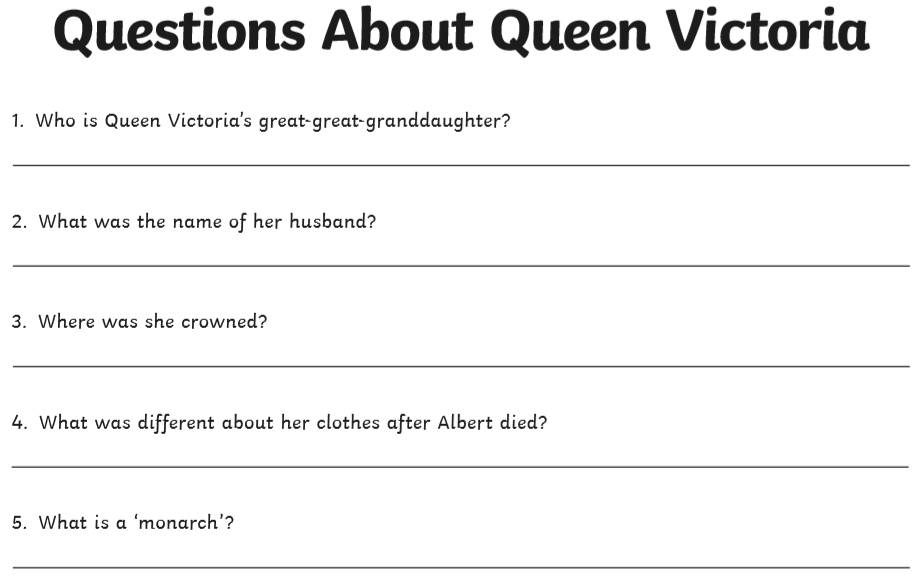 Questions About Queen Victoria
1. Who is Queen Victoria's great-great-granddaughter?
2. What was the name of her husband?
3. Where was she crowned?
4. What was different about her clothes after Albert died?
5. What is a ‘monarch’?